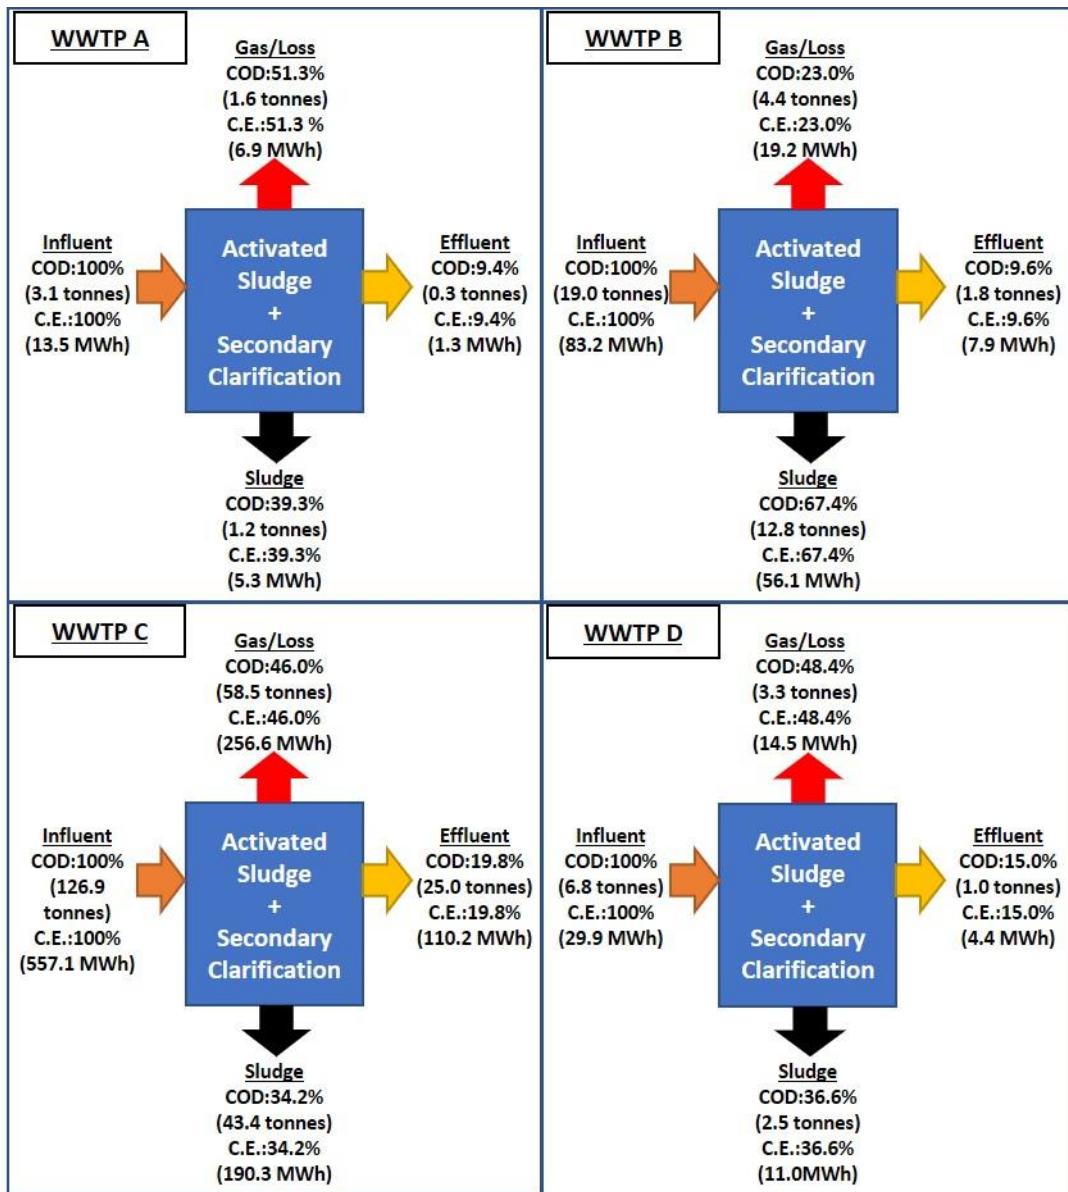 WWTP A
Gas/Loss
COD:51.3%
(1.6 tonnes)
C.E.:51.3 %
(6.9 MWh)
Influent
COD:100%
(3.1 tonnes)
C.E.:100%
(13.5 MWh)
Activated
Sludge
+
Secondary
Clarification
Effluent
COD:9.4%
(0.3 tonnes)
C.E.:9.4%
(1.3 MWh)
Sludge
COD:39.3%
(1.2 tonnes)
C.E.:39.3%
(5.3 MWh)
WWTP B
Gas/Loss
COD:23.0%
(4.4 tonnes)
C.E.:23.0%
(19.2 MWh)
Influent
COD:100%
(19.0 tonnes)
C.E.:100%
(83.2 MWh)
Activated
Sludge
+
Secondary
Clarification
Effluent
COD:9.6%
(1.8 tonnes)
C.E.:9.6%
(7.9 MWh)
Sludge
COD:67.4%
(12.8 tonnes)
C.E.:67.4%
(56.1 MWh)
WWTP C
Gas/Loss
COD:46.0%
(58.5 tonnes)
C.E.:46.0%
(256.6 MWh)
Influent
COD:100%
(126.9
tonnes)
C.E.:100%
(557.1 MWh)
Activated
Sludge
+
Secondary
Clarification
Effluent
COD:19.8%
(25.0 tonnes)
C.E.:19.8%
(110.2 MWh)
Sludge
COD:34.2%
(43.4 tonnes)
C.E.:34.2%
(190.3 MWh)
WWTP D
Gas/Loss
COD:48.4%
(3.3 tonnes)
C.E.:48.4%
(14.5 MWh)
Influent
COD:100%
(6.8 tonnes)
C.E.:100%
(29.9 MWh)
Activated
Sludge
+
Secondary
Clarification
Effluent
COD:15.0%
(1.0 tonnes)
C.E.:15.0%
(4.4 MWh)
Sludge
COD:36.6%
(2.5 tonnes)
C.E.:36.6%
(11.0MWh)